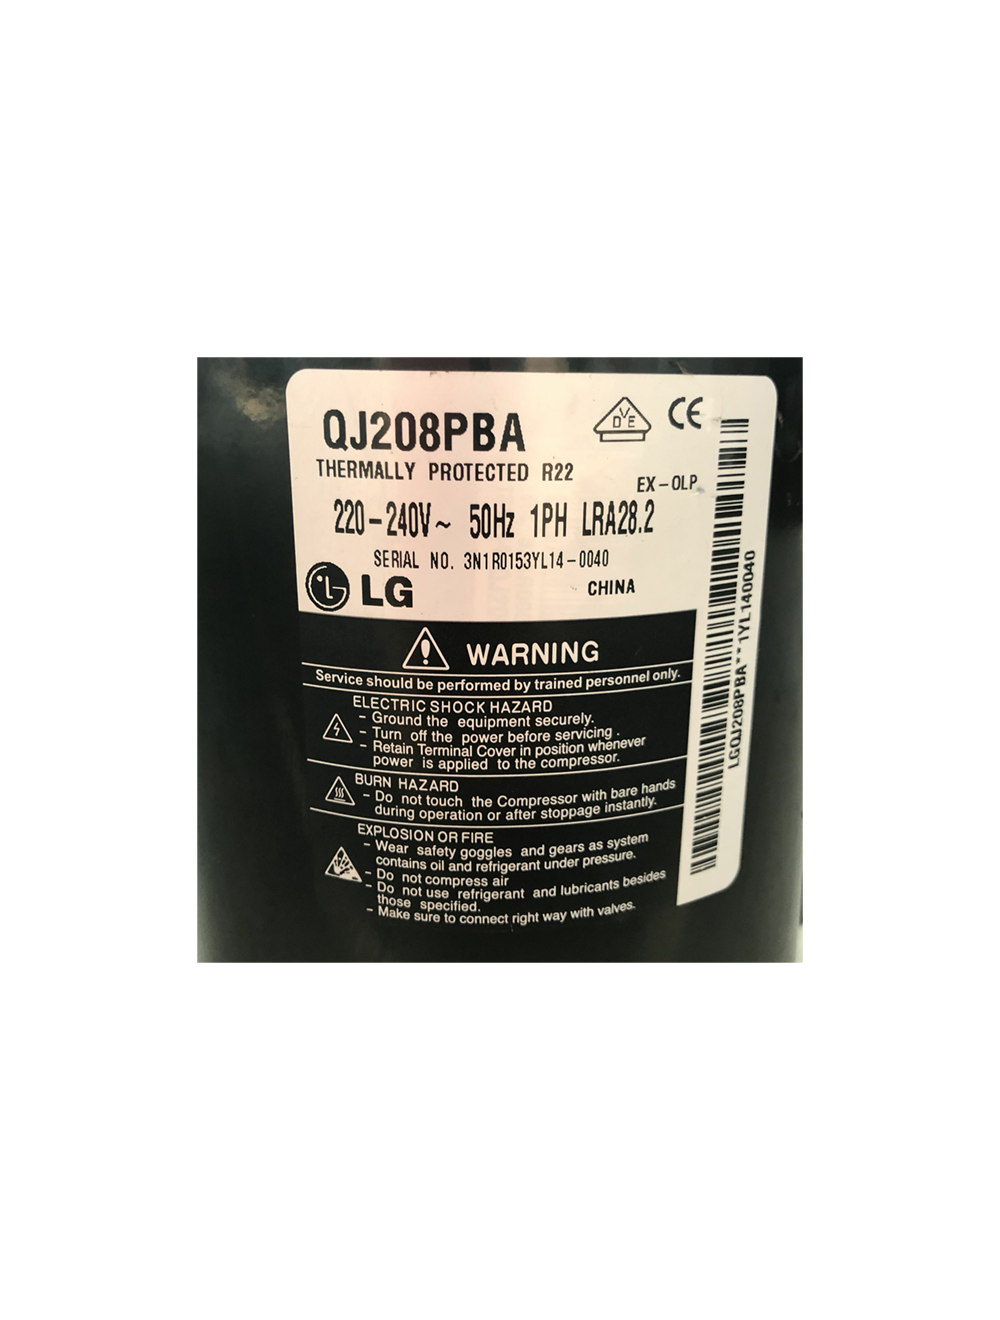 QJ208PBA
DVE
CE
THERMALLY PROTECTED R22
EX-OLP
220-240V~ 50Hz 1PH LRA28.2
SERIAL NO. 3N1R0153YL14-0040
LG
CHINA
LGQJ208PBA**1YL140040
WARNING
Service should be performed by trained personnel only.
ELECTRIC SHOCK HAZARD
- Ground the equipment securely.
- Turn off the power before servicing .
- Retain Terminal Cover in position whenever
power is applied to the compressor.
BURN HAZARD
- Do not touch the Compressor with bare hands
during operation or after stoppage instantly.
EXPLOSION OR FIRE
- Wear safety goggles and gears as system
contains oil and refrigerant under pressure.
- Do not compress air
- Do not use refrigerant and lubricants besides
those specified.
- Make sure to connect right way with valves.